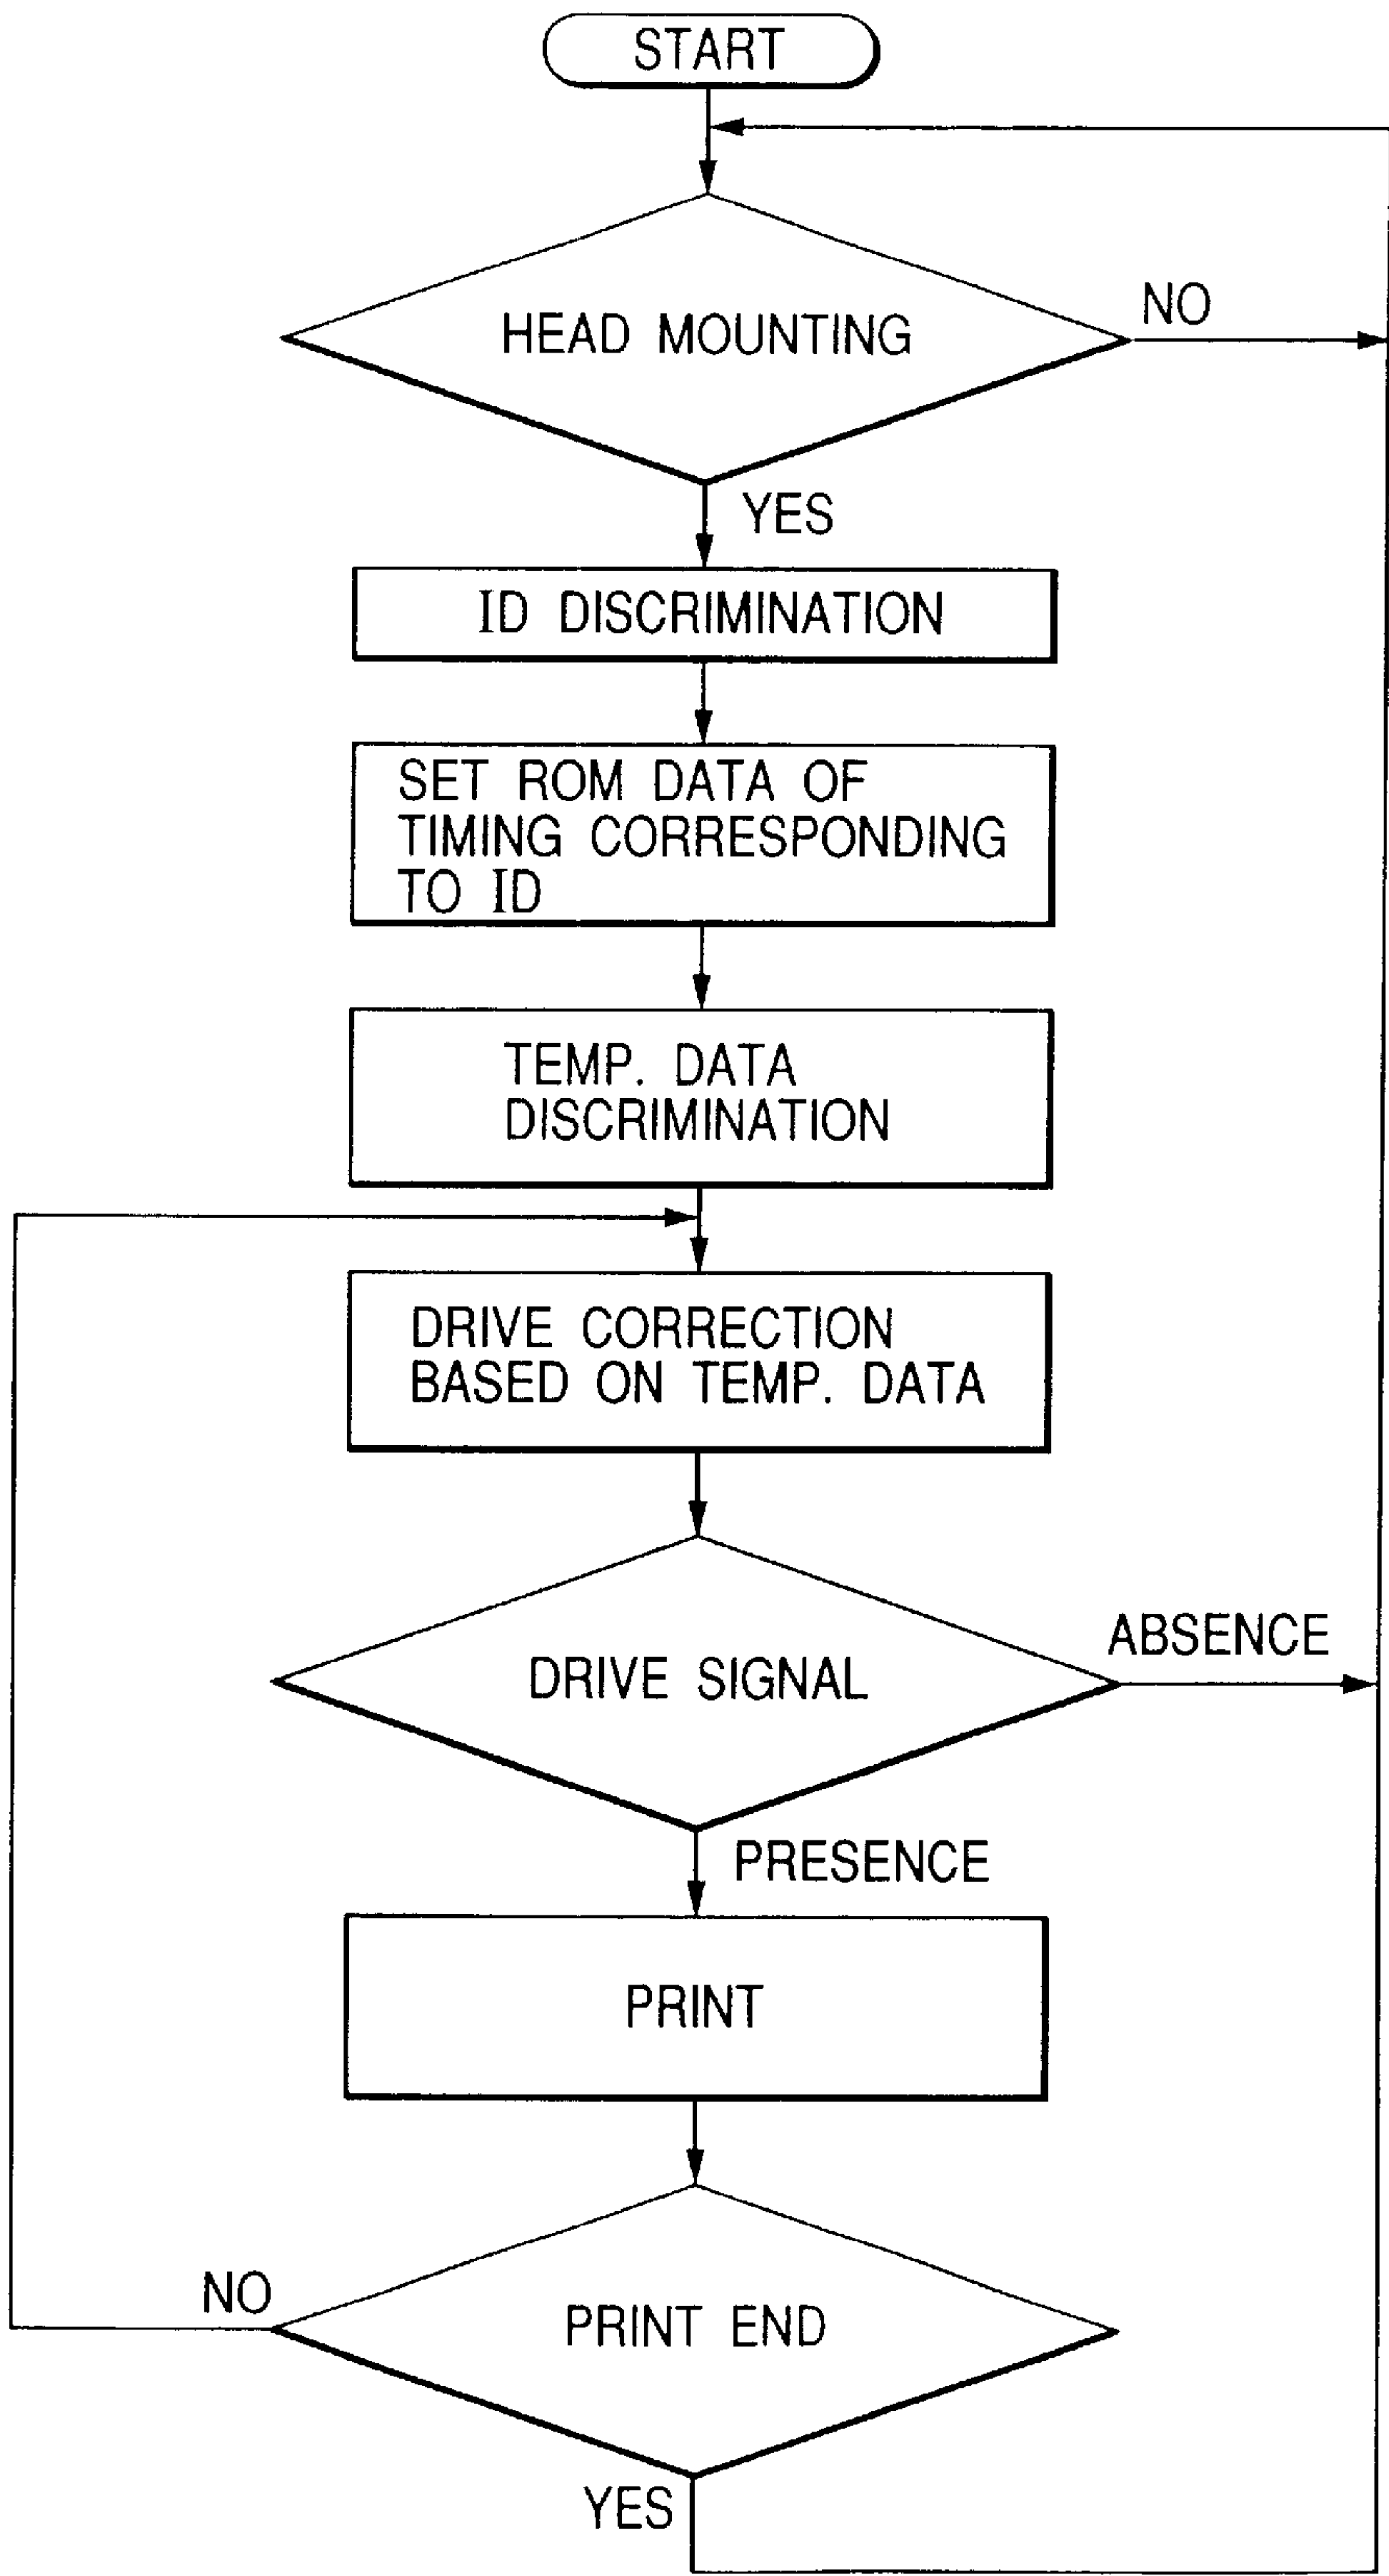 START
HEAD MOUNTING
NO
YES
ID DISCRIMINATION
SET ROM DATA OF
TIMING CORRESPONDING
TO ID
TEMP. DATA
DISCRIMINATION
DRIVE CORRECTION
BASED ON TEMP. DATA
DRIVE SIGNAL
ABSENCE
PRESENCE
PRINT
NO
PRINT END
YES